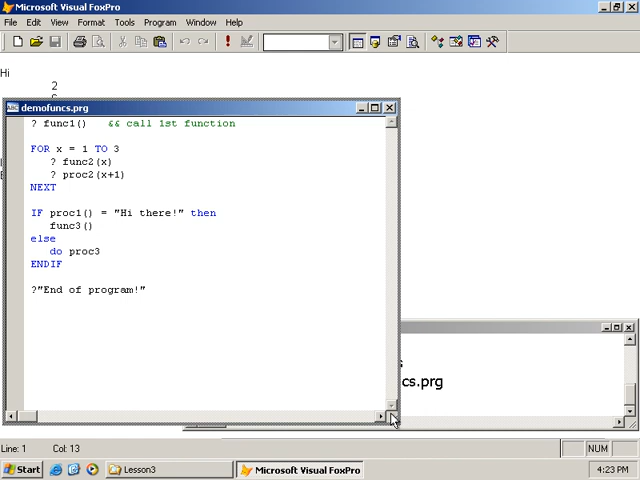 Microsoft Visual FoxPro
File Edit View Format Tools Program Window Help
Hi
2
demofuncs.prg
? func1() && call 1st function
FOR x = 1 TO 3
? func2(x)
? proc2(x+1)
NEXT
IF proc1() = "Hi there!" then
func3()
else
do proc3
ENDIF
?"End of program!"
cs.prg
Line: 1 Col: 13 NUM
Start Lesson3 Microsoft Visual FoxPro 4:23 PM